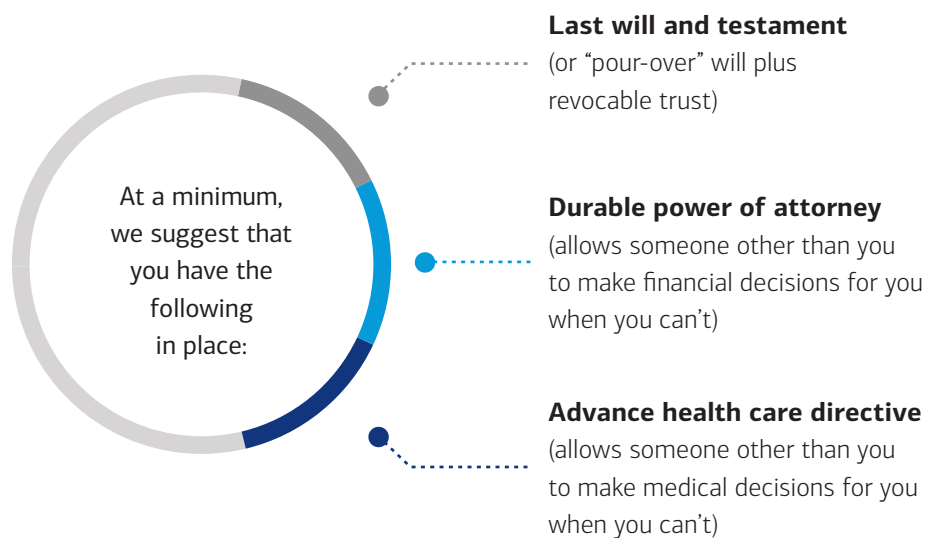 At a minimum,
we suggest that
you have the
following
in place:
Last will and testament
(or “pour-over” will plus
revocable trust)
Durable power of attorney
(allows someone other than you
to make financial decisions for you
when you can’t)
Advance health care directive
(allows someone other than you
to make medical decisions for you
when you can’t)